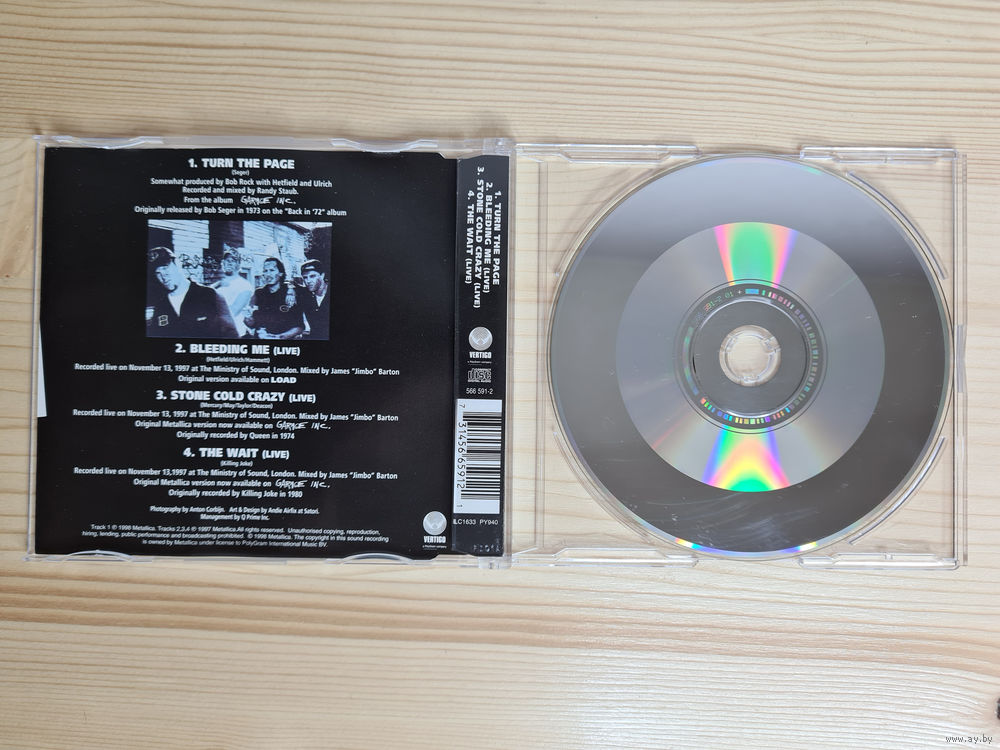 1. TURN THE PAGE
(Seger)
Somewhat produced by Bob Rock with Hetfield and Ulrich
Recorded and mixed by Randy Staub.
From the album GARAGE INC.
Originally released by Bob Seger in 1973 on the "Back in '72" album
2. BLEEDING ME (LIVE)
(Hetfield/Ulrich/Hammett)
Recorded live on November 13, 1997 at The Ministry of Sound, London. Mixed by James "Jimbo" Barton
Original version available on LOAD
3. STONE COLD CRAZY (LIVE)
(Mercury/May/Taylor/Deacon)
Recorded live on November 13, 1997 at The Ministry of Sound, London. Mixed by James "Jimbo" Barton
Original Metallica version now available on GARAGE INC.
Originally recorded by Queen in 1974
4. THE WAIT (LIVE)
(Killing Joke)
Recorded live on November 13,1997 at The Ministry of Sound, London. Mixed by James "Jimbo" Barton
Original Metallica version now available on GARAGE INC.
Originally recorded by Killing Joke in 1980
Photography by Anton Corbijn. Art & Design by Andie Airfix at Satori.
Management by Q Prime Inc.
Track 1 ℗ 1998 Metallica. Tracks 2,3,4 ℗ 1997 Metallica.All rights reserved. Unauthorised copying, reproduction,
hiring, lending, public performance and broadcasting prohibited. © 1998 Metallica. The copyright in this sound recording
is owned by Metallica under license to PolyGram International Music BV.
VERTIGO
1. TURN THE PAGE
2. BLEEDING ME (LIVE)
3. STONE COLD CRAZY (LIVE)
4. THE WAIT (LIVE)
VERTIGO
COMPACT
disc
DIGITAL AUDIO
566 591-2
7 31456 65912 1
LC1633 PY940
www.ay.by